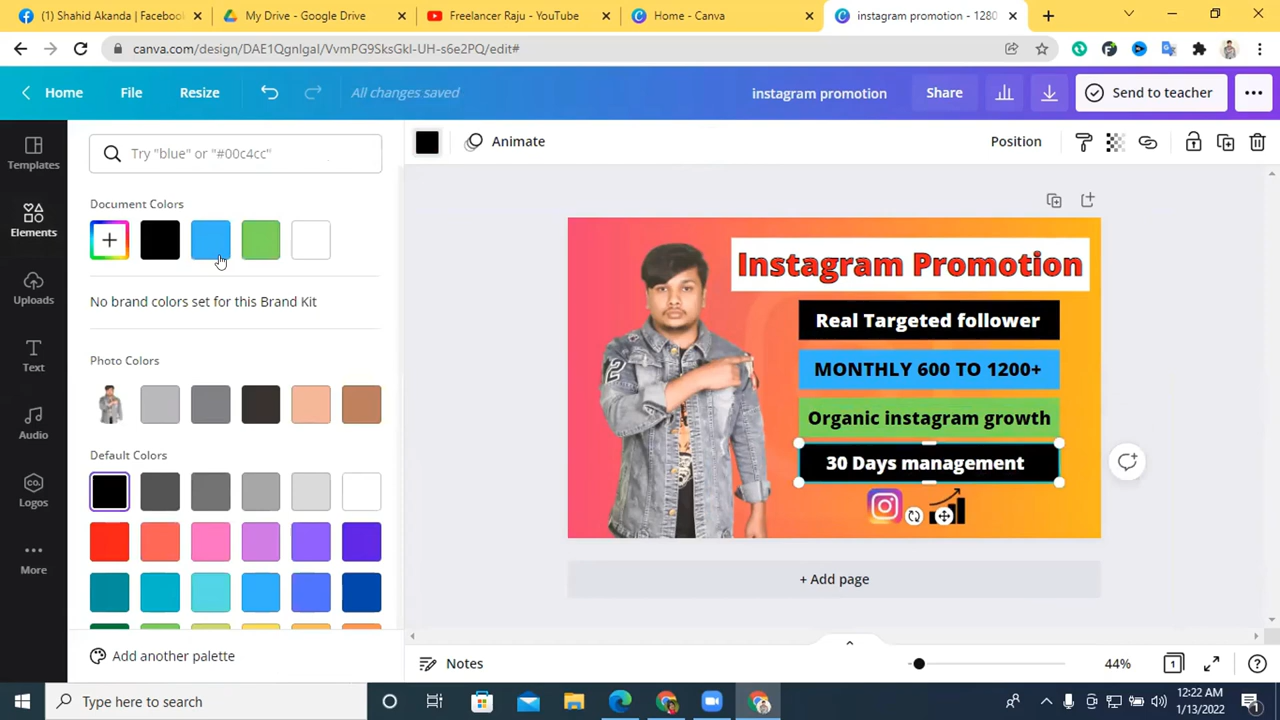 Shahid Akanda | Facebook
My Drive - Google Drive
Freelancer Raju - YouTube
Home - Canva
instagram promotion - 1280
canva.com/design/DAE1QgnIgaI/VvmPG9SksGkI-UH-s6e2PQ/edit#
Home
File
Resize
All changes saved
instagram promotion
Share
Send to teacher
Templates
Elements
Uploads
Text
Audio
Logos
More
Try "blue" or "#00c4cc"
Document Colors
No brand colors set for this Brand Kit
Photo Colors
Default Colors
Add another palette
Animate
Position
Instagram Promotion
Real Targeted follower
MONTHLY 600 TO 1200+
Organic instagram growth
30 Days management
2
+ Add page
Notes
44%
1
Type here to search
12:22 AM
1/13/2022
1